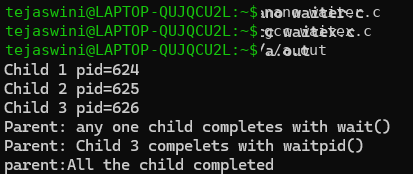 tejaswini@LAPTOP-QUJQCU2L:~$ nano waitex.c
tejaswini@LAPTOP-QUJQCU2L:~$ gcc waitex.c
tejaswini@LAPTOP-QUJQCU2L:~$ ./a.out
Child 1 pid=624
Child 2 pid=625
Child 3 pid=626
Parent: any one child completes with wait()
Parent: Child 3 compelets with waitpid()
parent:All the child completed